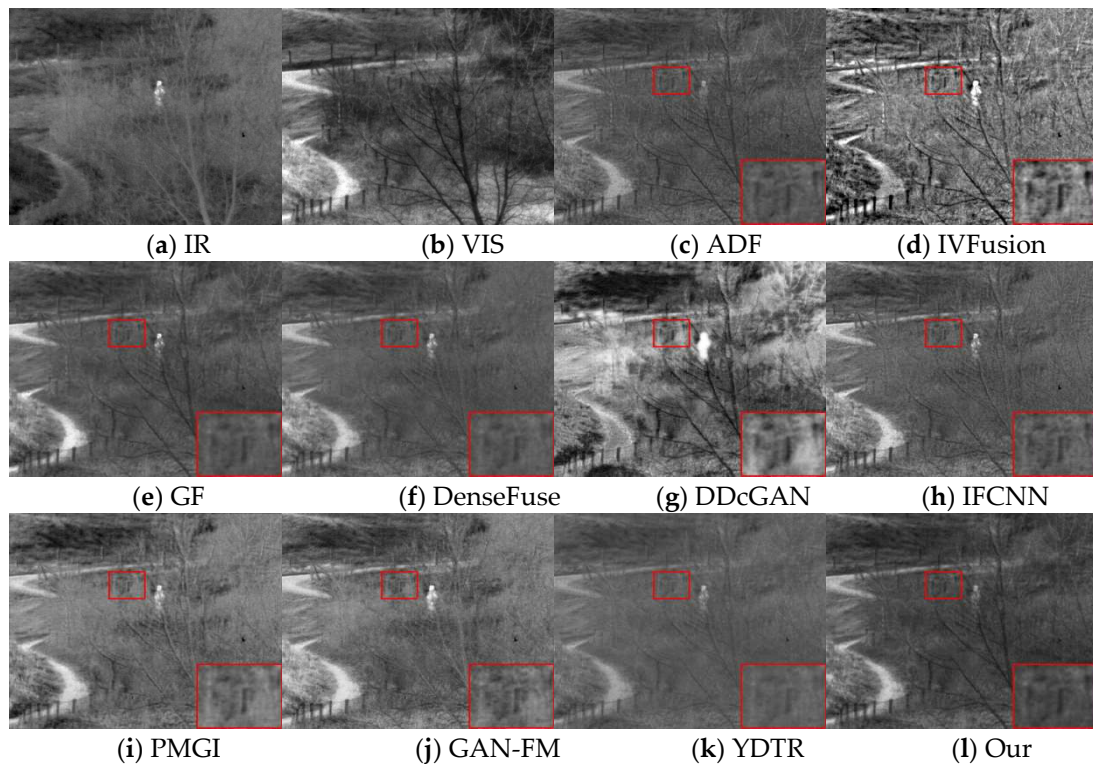 (a) IR (b) VIS (c) ADF (d) IVFusion
(e) GF (f) DenseFuse (g) DDcGAN (h) IFCNN
(i) PMGI (j) GAN-FM (k) YDTR (l) Our